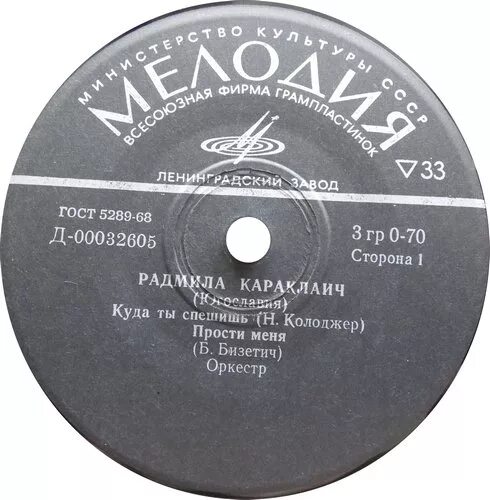 МИНИСТЕРСТВО КУЛЬТУРЫ СССР
МЕЛОДИЯ
ВСЕСОЮЗНАЯ ФИРМА ГРАМПЛАСТИНОК
ЛЕНИНГРАДСКИЙ ЗАВОД
▽33
ГОСТ 5289-68
Д-00032605
3 гр 0-70
Сторона 1
РАДМИЛА КАРАКЛАИЧ
(Югославия)
Куда ты спешишь (Н. Колоджер)
Прости меня
(Б. Бизетич)
Оркестр